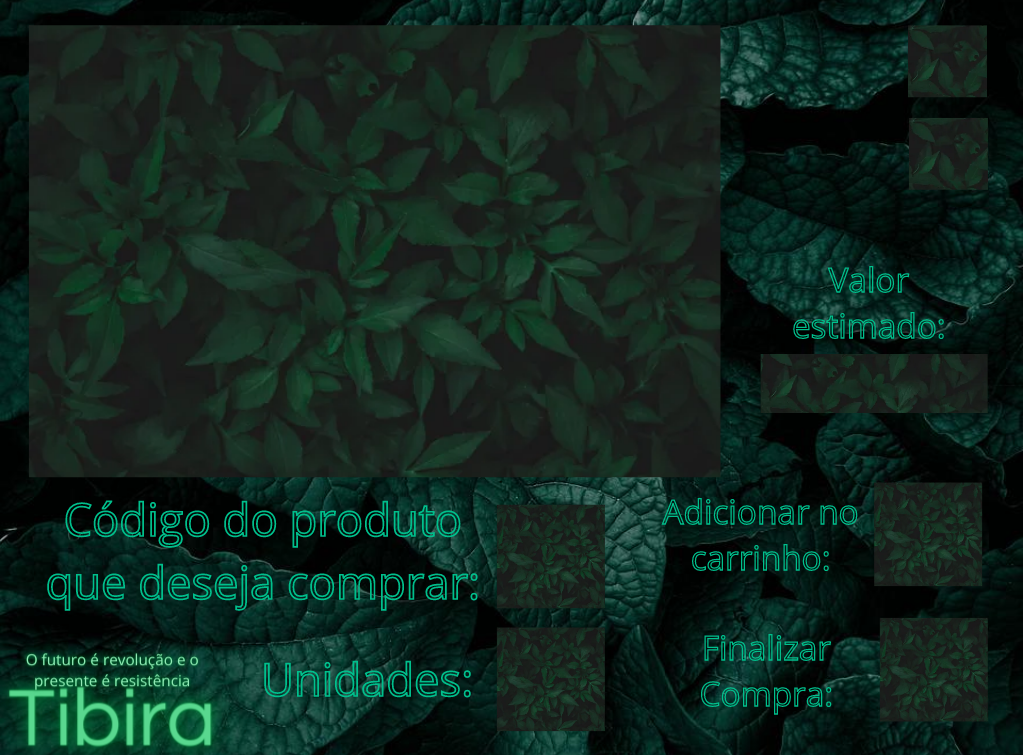 Valor
estimado:
Código do produto
que deseja comprar:
Adicionar no
carrinho:
Unidades:
Finalizar
Compra:
O futuro é revolução e o
presente é resistência
Tibira